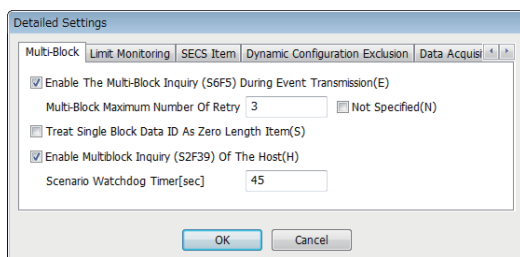 Detailed Settings
Multi-Block Limit Monitoring SECS Item Dynamic Configuration Exclusion Data Acquisi
Enable The Multi-Block Inquiry (S6F5) During Event Transmission(E)
Multi-Block Maximum Number Of Retry 3 Not Specified(N)
Treat Single Block Data ID As Zero Length Item(S)
Enable Multiblock Inquiry (S2F39) Of The Host(H)
Scenario Watchdog Timer[sec] 45
OK Cancel